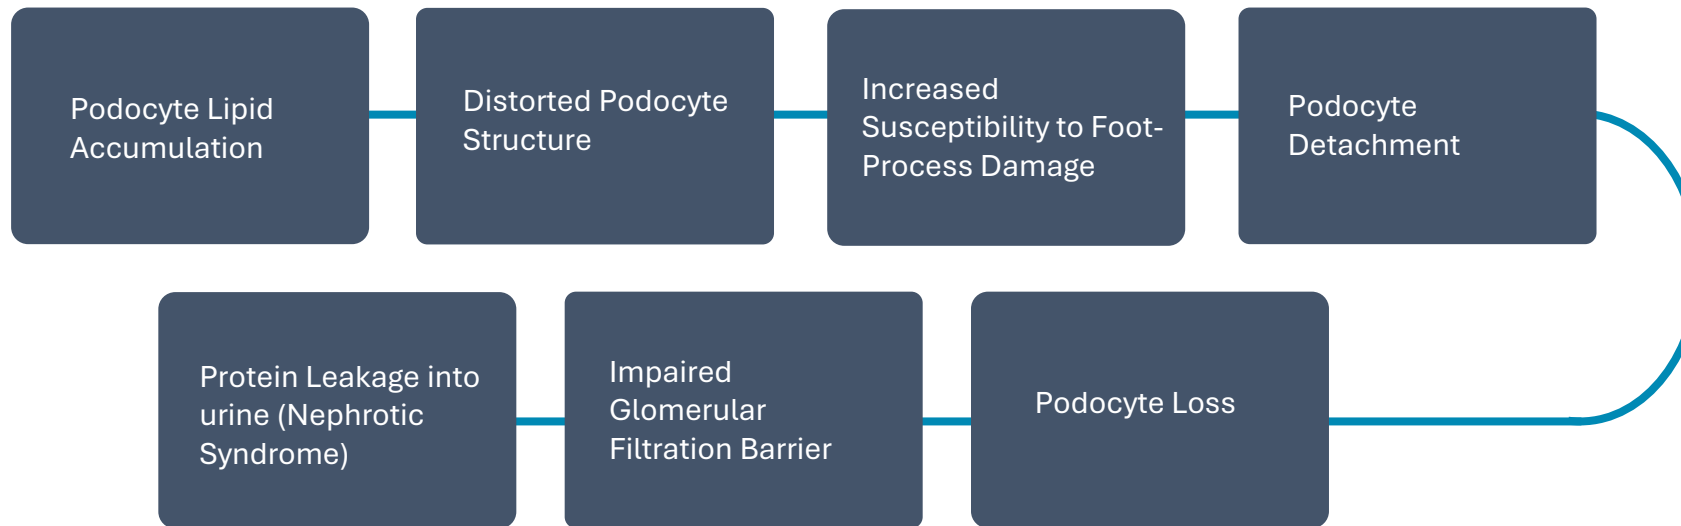 Podocyte Lipid
Accumulation
Distorted Podocyte
Structure
Increased
Susceptibility to Foot-
Process Damage
Podocyte
Detachment
Podocyte Loss
Impaired
Glomerular
Filtration Barrier
Protein Leakage into
urine (Nephrotic
Syndrome)